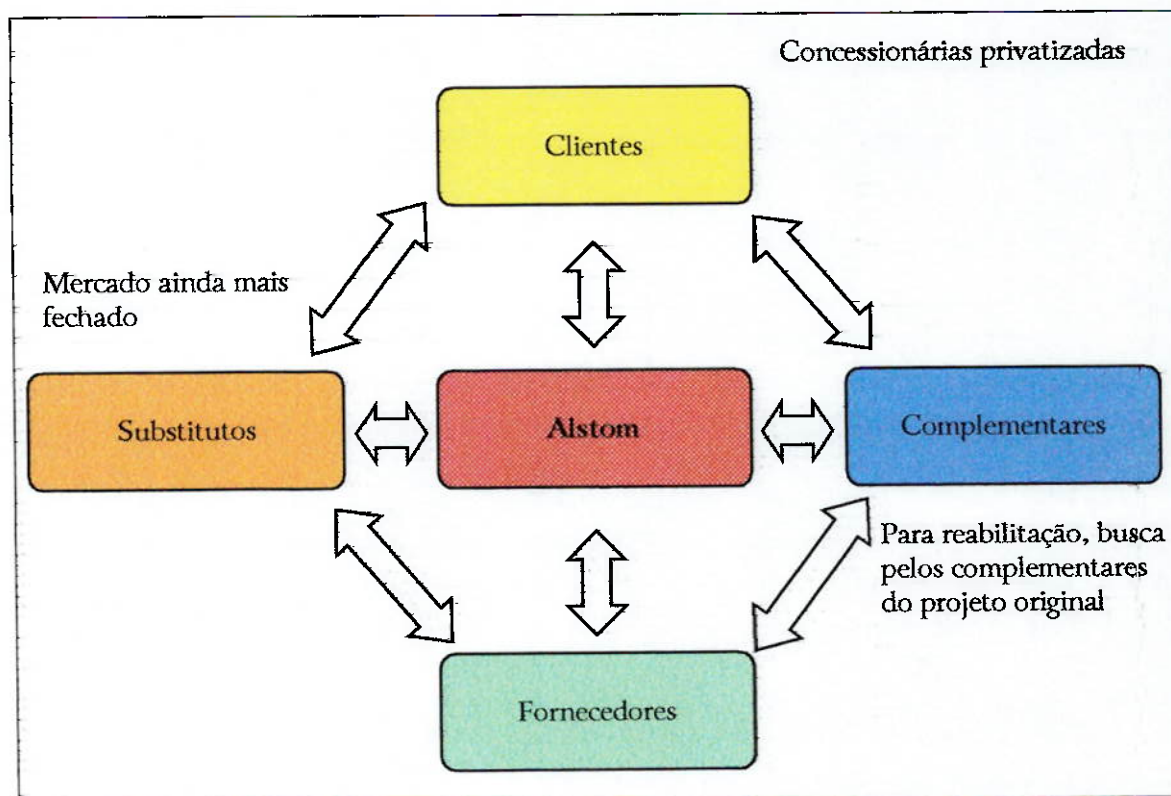 Concessionárias privatizadas
Clientes
Mercado ainda mais
fechado
Substitutos
Alstom
Complementares
Para reabilitação, busca
pelos complementares
do projeto original
Fornecedores